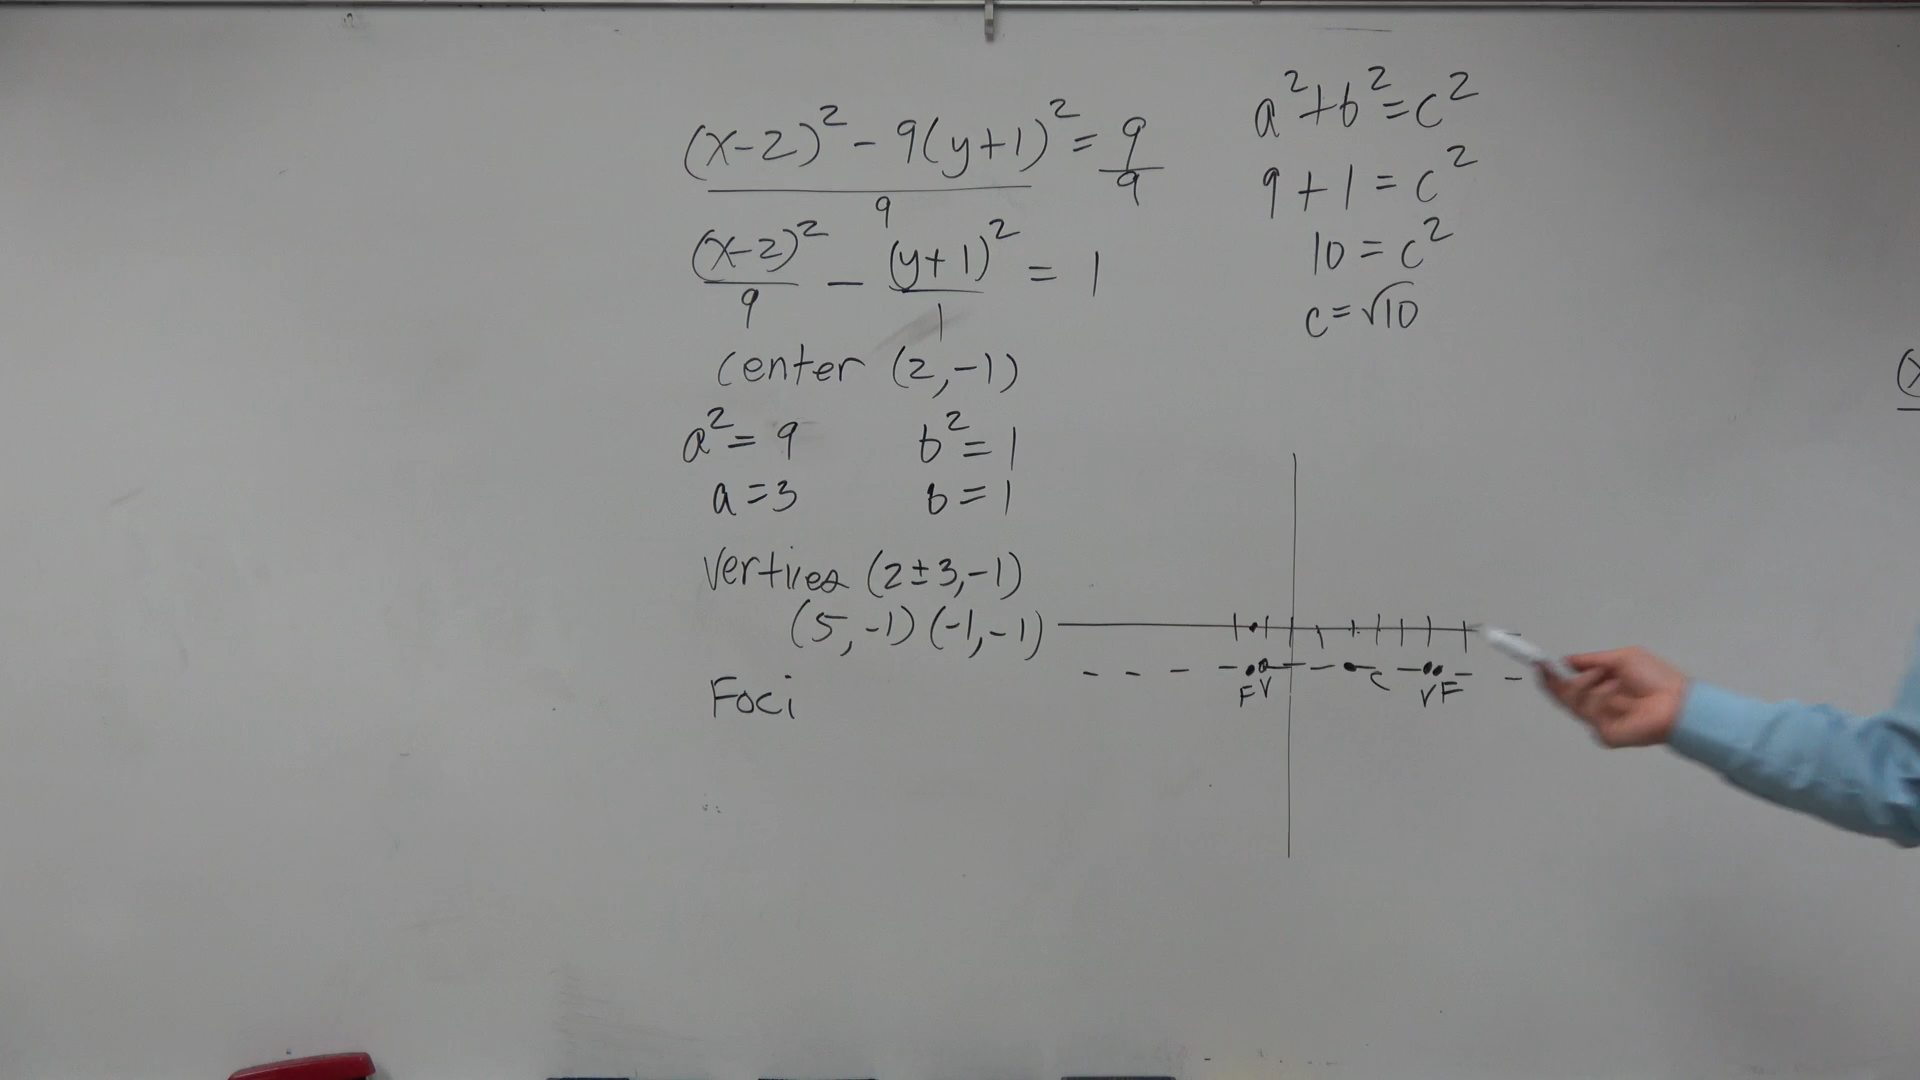 (x-2)² - 9(y+1)² = 9
9 9
(x-2)² - (y+1)² = 1
9 1
center (2,-1)
a² = 9 b² = 1
a = 3 b = 1
Vertices (2±3,-1)
(5,-1) (-1,-1)
Foci
a²+b²=c²
9+1=c²
10=c²
c=√10
F V C V F
(x